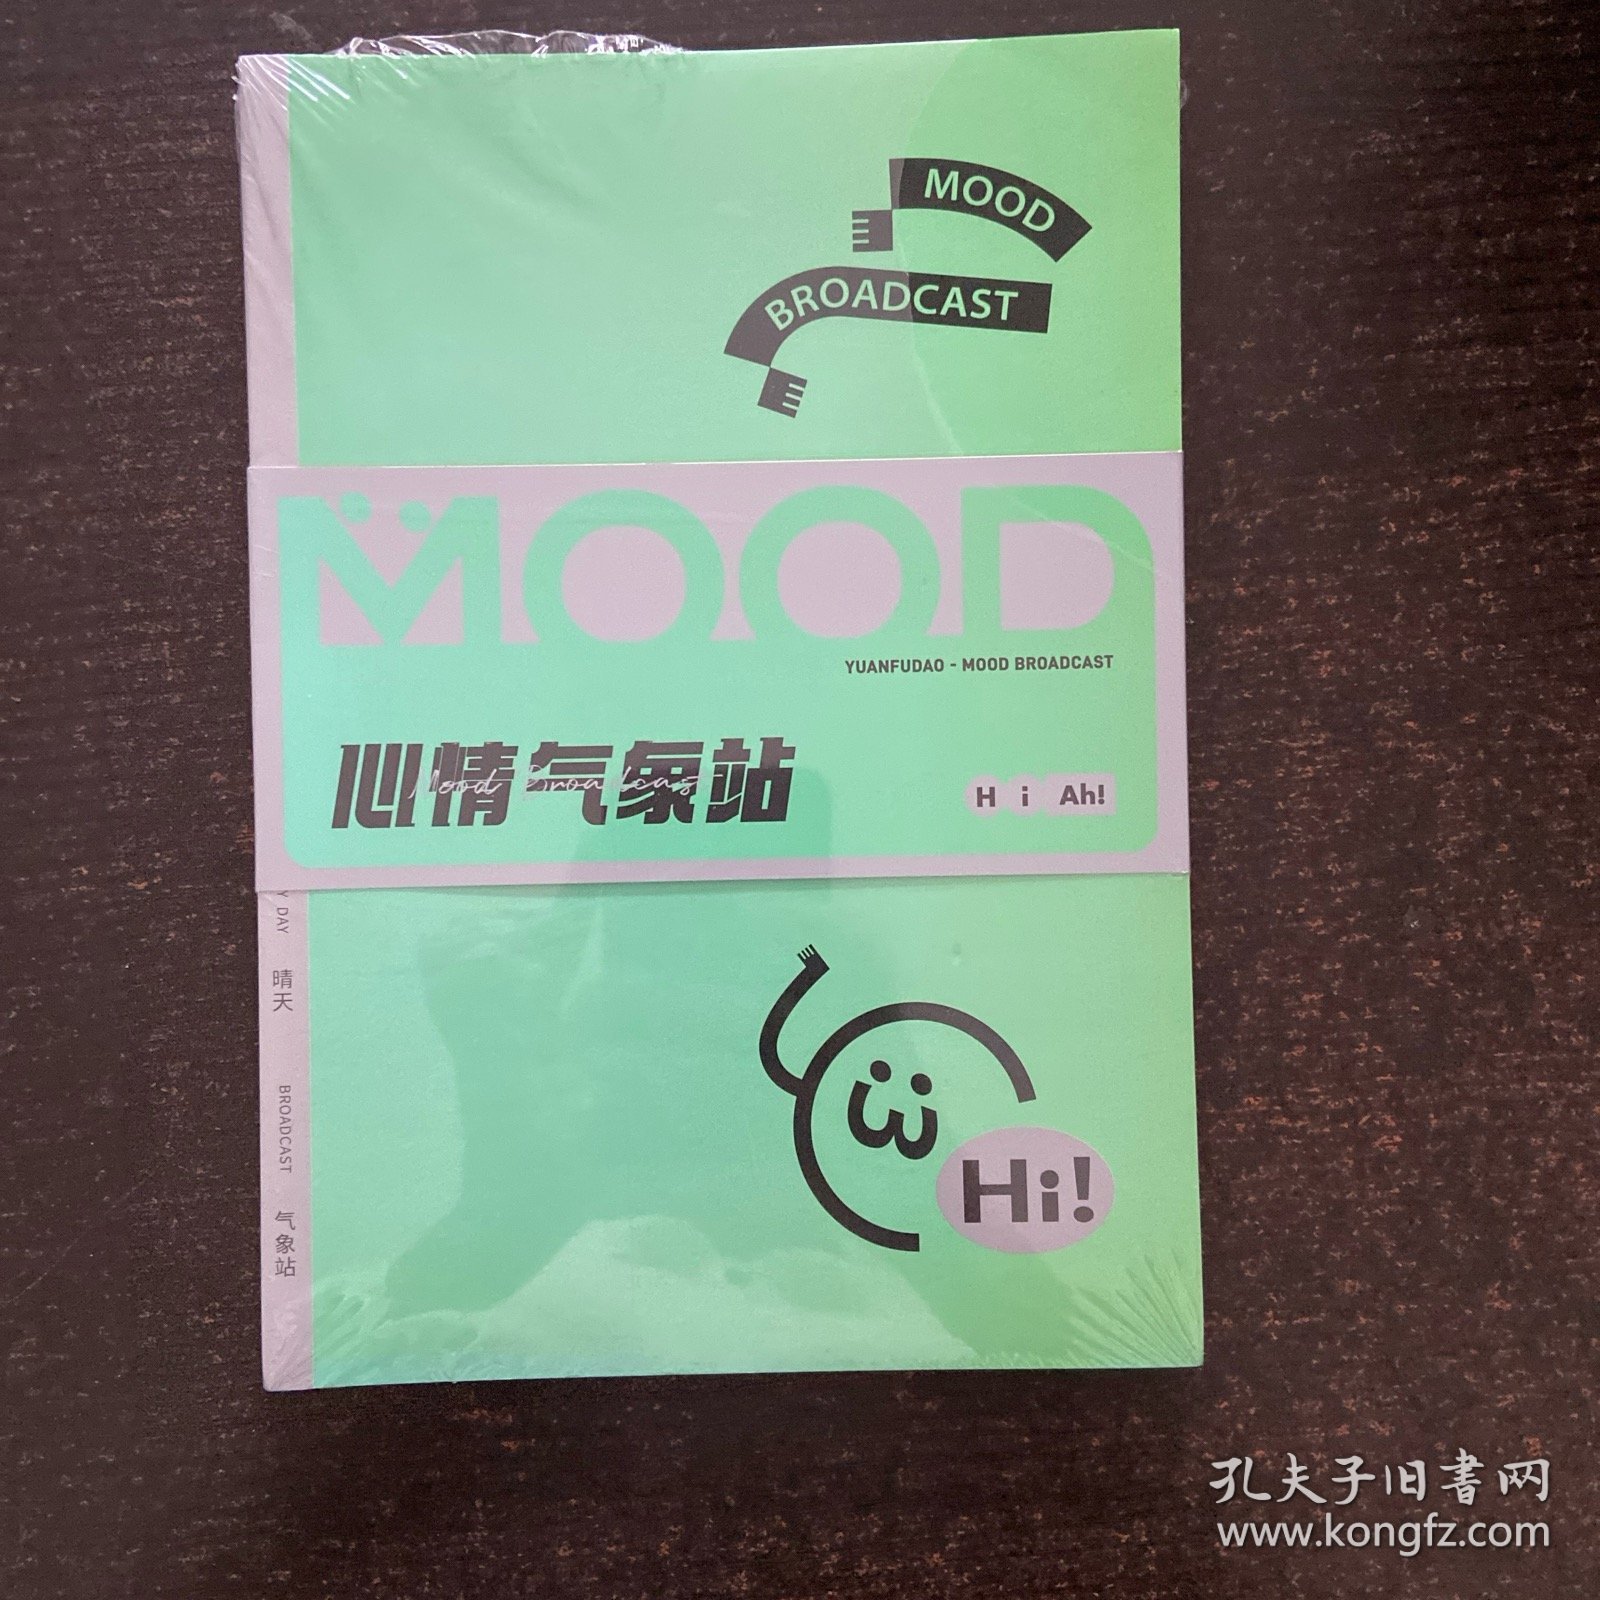 MOOD
BROADCAST
MOOD
YUANFUDAO - MOOD BROADCAST
心情气象站
Mood Broadcast
Hi Ah!
Y DAY
晴天
BROADCAST
气象站
Hi!
孔夫子旧书网
www.kongfz.com